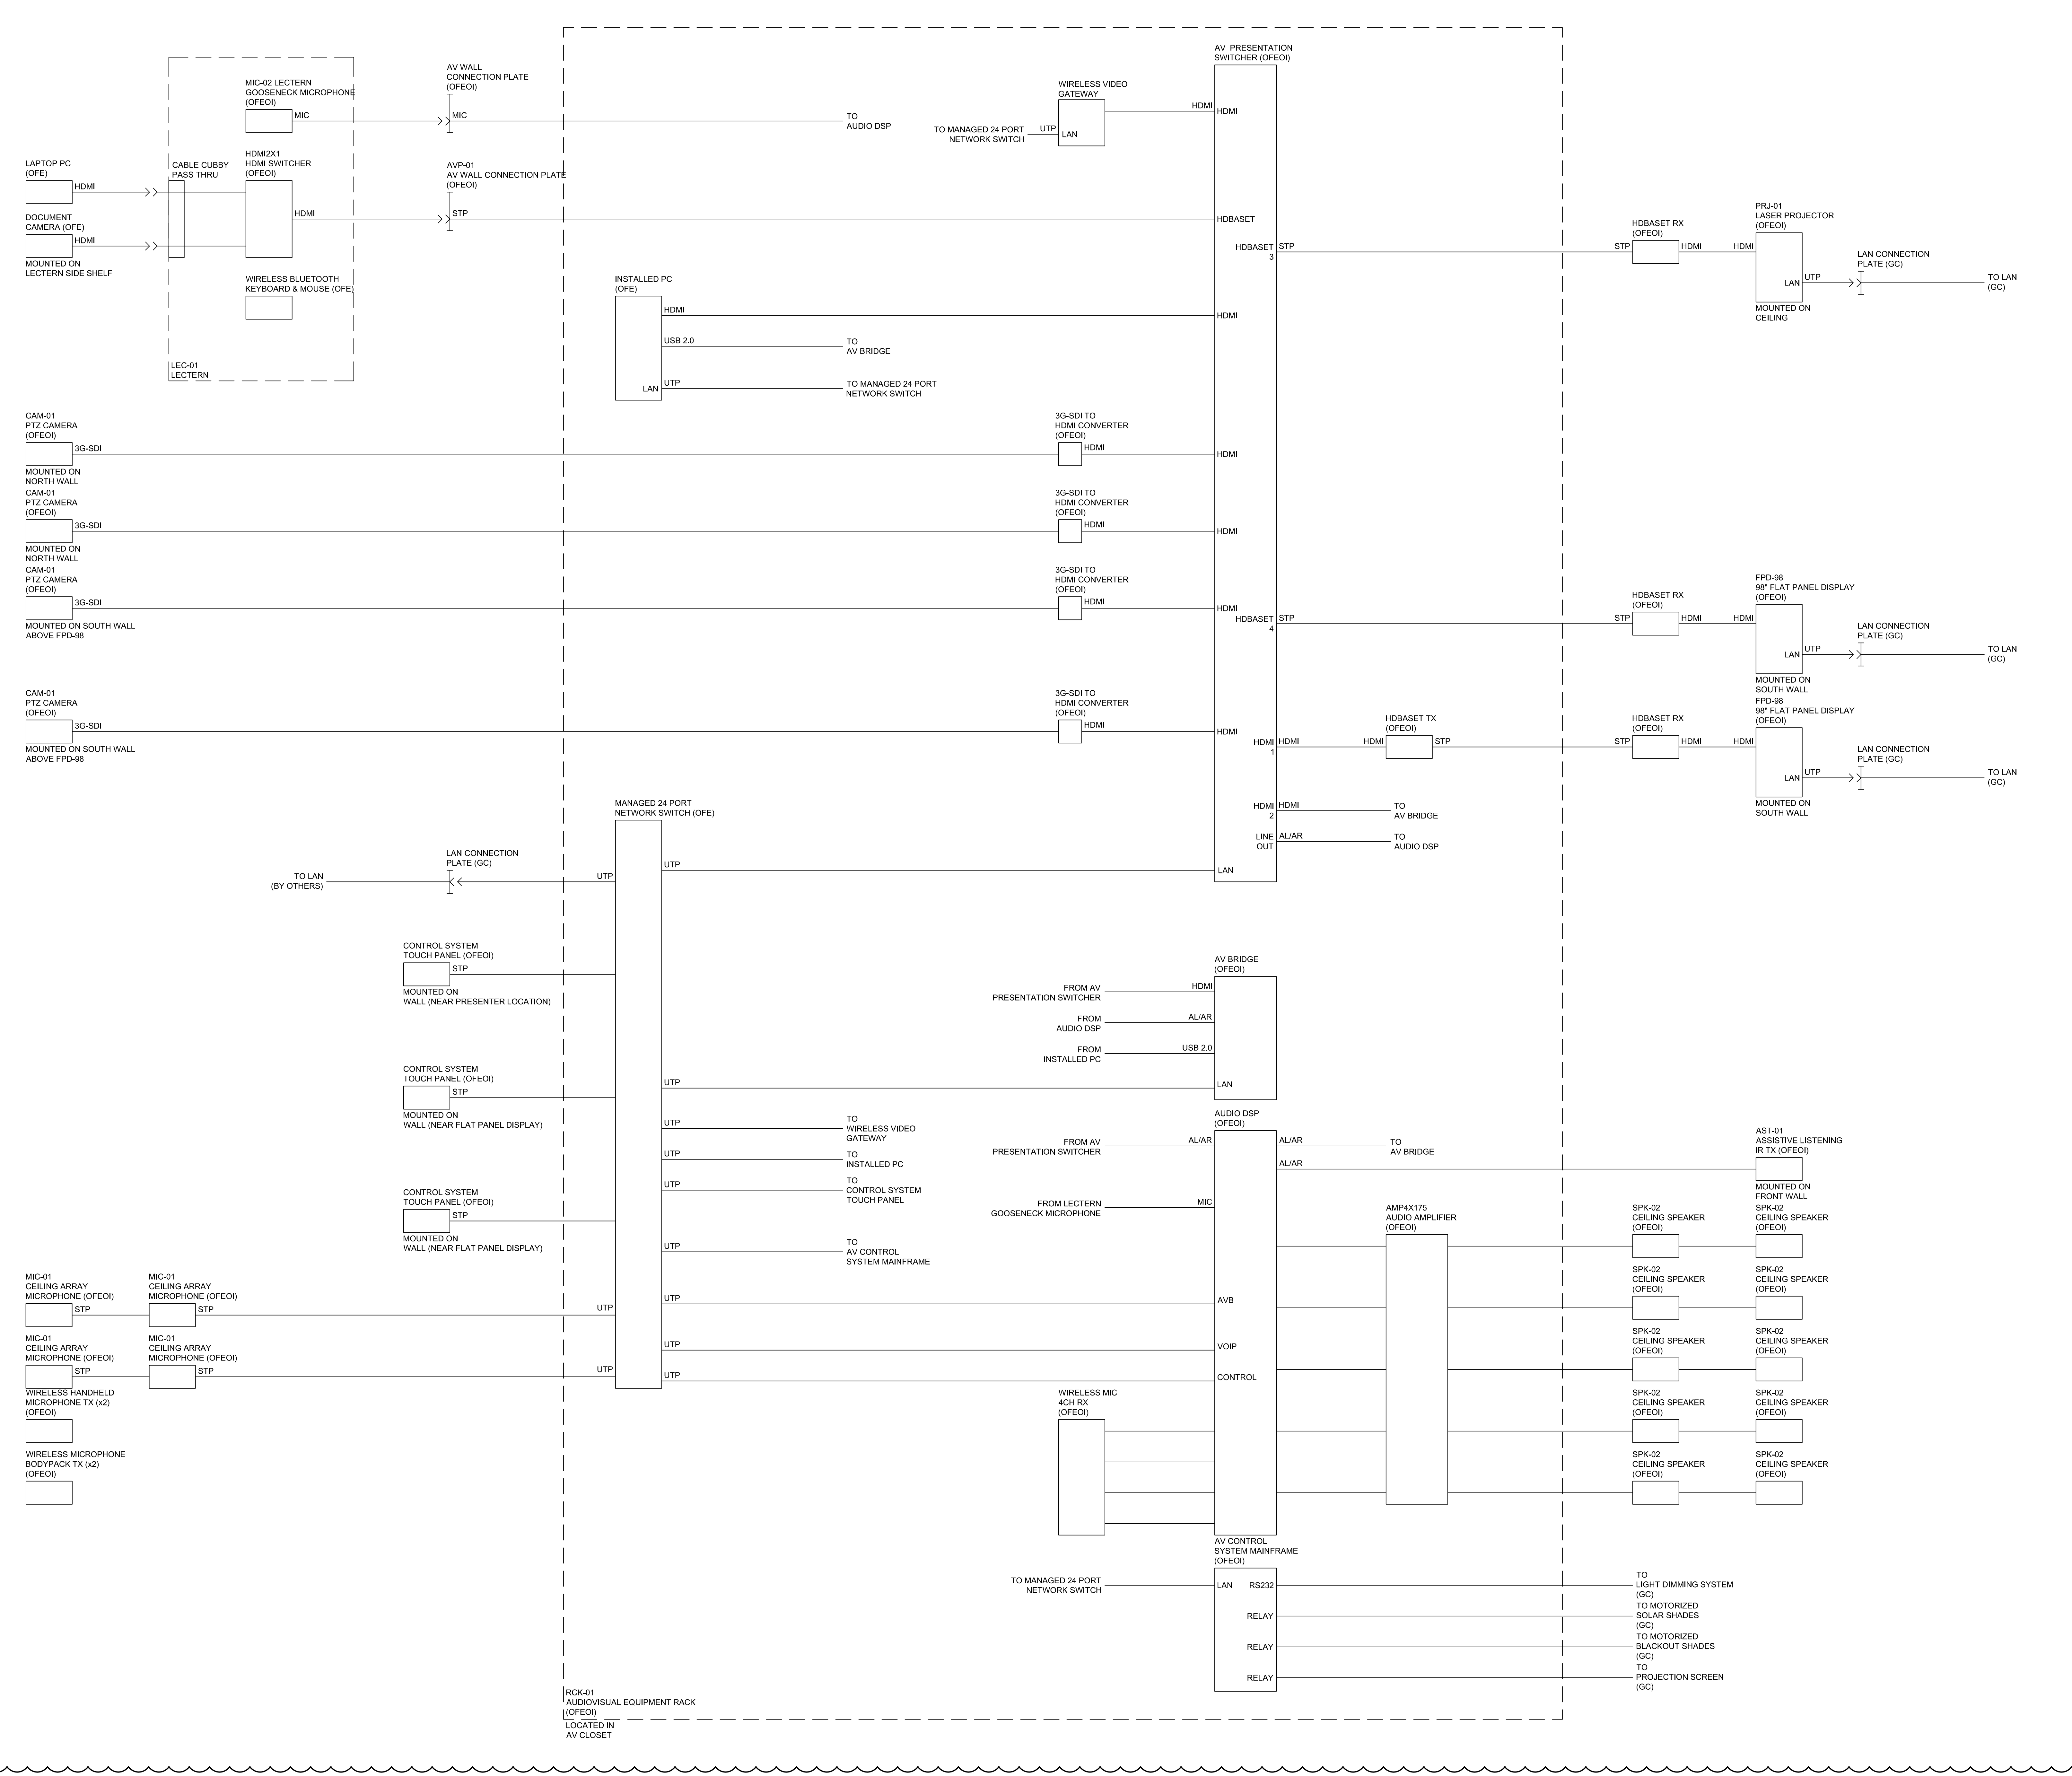 AV PRESENTATION
SWITCHER (OFEOI)
AV WALL
CONNECTION PLATE
(OFEOI)
MIC
MIC-02 LECTERN
GOOSENECK MICROPHONE
(OFEOI)
MIC
TO
AUDIO DSP
WIRELESS VIDEO
GATEWAY
HDMI
HDMI
TO MANAGED 24 PORT
NETWORK SWITCH
UTP
LAN
LAPTOP PC
(OFE)
HDMI
CABLE CUBBY
PASS THRU
HDMI2X1
HDMI SWITCHER
(OFEOI)
HDMI
AVP-01
AV WALL CONNECTION PLATE
(OFEOI)
STP
HDBASET
DOCUMENT
CAMERA (OFE)
HDMI
MOUNTED ON
LECTERN SIDE SHELF
WIRELESS BLUETOOTH
KEYBOARD & MOUSE (OFE)
LEC-01
LECTERN
HDBASET
3
STP
STP
HDBASET RX
(OFEOI)
HDMI
HDMI
PRJ-01
LASER PROJECTOR
(OFEOI)
LAN
UTP
MOUNTED ON
CEILING
LAN CONNECTION
PLATE (GC)
TO LAN
(GC)
INSTALLED PC
(OFE)
HDMI
HDMI
USB 2.0
TO
AV BRIDGE
LAN
UTP
TO MANAGED 24 PORT
NETWORK SWITCH
CAM-01
PTZ CAMERA
(OFEOI)
3G-SDI
MOUNTED ON
NORTH WALL
3G-SDI TO
HDMI CONVERTER
(OFEOI)
HDMI
HDMI
CAM-01
PTZ CAMERA
(OFEOI)
3G-SDI
MOUNTED ON
NORTH WALL
3G-SDI TO
HDMI CONVERTER
(OFEOI)
HDMI
HDMI
CAM-01
PTZ CAMERA
(OFEOI)
3G-SDI
MOUNTED ON SOUTH WALL
ABOVE FPD-98
3G-SDI TO
HDMI CONVERTER
(OFEOI)
HDMI
HDMI
HDBASET
4
STP
STP
HDBASET RX
(OFEOI)
HDMI
HDMI
FPD-98
98" FLAT PANEL DISPLAY
(OFEOI)
LAN
UTP
MOUNTED ON
SOUTH WALL
LAN CONNECTION
PLATE (GC)
TO LAN
(GC)
CAM-01
PTZ CAMERA
(OFEOI)
3G-SDI
MOUNTED ON SOUTH WALL
ABOVE FPD-98
3G-SDI TO
HDMI CONVERTER
(OFEOI)
HDMI
HDMI
HDMI
1
HDMI
HDBASET TX
(OFEOI)
HDMI
STP
STP
HDBASET RX
(OFEOI)
HDMI
HDMI
FPD-98
98" FLAT PANEL DISPLAY
(OFEOI)
LAN
UTP
MOUNTED ON
SOUTH WALL
LAN CONNECTION
PLATE (GC)
TO LAN
(GC)
HDMI
2
HDMI
TO
AV BRIDGE
LINE
OUT
AL/AR
TO
AUDIO DSP
LAN
MANAGED 24 PORT
NETWORK SWITCH (OFE)
UTP
LAN CONNECTION
PLATE (GC)
TO LAN
(BY OTHERS)
UTP
CONTROL SYSTEM
TOUCH PANEL (OFEOI)
STP
MOUNTED ON
WALL (NEAR PRESENTER LOCATION)
AV BRIDGE
(OFEOI)
FROM AV
PRESENTATION SWITCHER
HDMI
FROM
AUDIO DSP
AL/AR
FROM
INSTALLED PC
USB 2.0
LAN
UTP
CONTROL SYSTEM
TOUCH PANEL (OFEOI)
STP
MOUNTED ON
WALL (NEAR FLAT PANEL DISPLAY)
UTP
TO
WIRELESS VIDEO
GATEWAY
UTP
TO
INSTALLED PC
UTP
TO
CONTROL SYSTEM
TOUCH PANEL
AUDIO DSP
(OFEOI)
FROM AV
PRESENTATION SWITCHER
AL/AR
AL/AR
TO
AV BRIDGE
AL/AR
AST-01
ASSISTIVE LISTENING
IR TX (OFEOI)
MOUNTED ON
FRONT WALL
CONTROL SYSTEM
TOUCH PANEL (OFEOI)
STP
MOUNTED ON
WALL (NEAR FLAT PANEL DISPLAY)
FROM LECTERN
GOOSENECK MICROPHONE
MIC
AMP4X175
AUDIO AMPLIFIER
(OFEOI)
SPK-02
CEILING SPEAKER
(OFEOI)
SPK-02
CEILING SPEAKER
(OFEOI)
UTP
TO
AV CONTROL
SYSTEM MAINFRAME
SPK-02
CEILING SPEAKER
(OFEOI)
SPK-02
CEILING SPEAKER
(OFEOI)
MIC-01
CEILING ARRAY
MICROPHONE (OFEOI)
STP
MIC-01
CEILING ARRAY
MICROPHONE (OFEOI)
STP
UTP
UTP
AVB
SPK-02
CEILING SPEAKER
(OFEOI)
SPK-02
CEILING SPEAKER
(OFEOI)
MIC-01
CEILING ARRAY
MICROPHONE (OFEOI)
STP
MIC-01
CEILING ARRAY
MICROPHONE (OFEOI)
STP
UTP
UTP
VOIP
UTP
CONTROL
WIRELESS HANDHELD
MICROPHONE TX (x2)
(OFEOI)
WIRELESS MIC
4CH RX
(OFEOI)
SPK-02
CEILING SPEAKER
(OFEOI)
SPK-02
CEILING SPEAKER
(OFEOI)
WIRELESS MICROPHONE
BODYPACK TX (x2)
(OFEOI)
SPK-02
CEILING SPEAKER
(OFEOI)
SPK-02
CEILING SPEAKER
(OFEOI)
AV CONTROL
SYSTEM MAINFRAME
(OFEOI)
TO MANAGED 24 PORT
NETWORK SWITCH
LAN
RS232
TO
LIGHT DIMMING SYSTEM
(GC)
RELAY
TO MOTORIZED
SOLAR SHADES
(GC)
RELAY
TO MOTORIZED
BLACKOUT SHADES
(GC)
RELAY
TO
PROJECTION SCREEN
(GC)
RCK-01
AUDIOVISUAL EQUIPMENT RACK
(OFEOI)
LOCATED IN
AV CLOSET